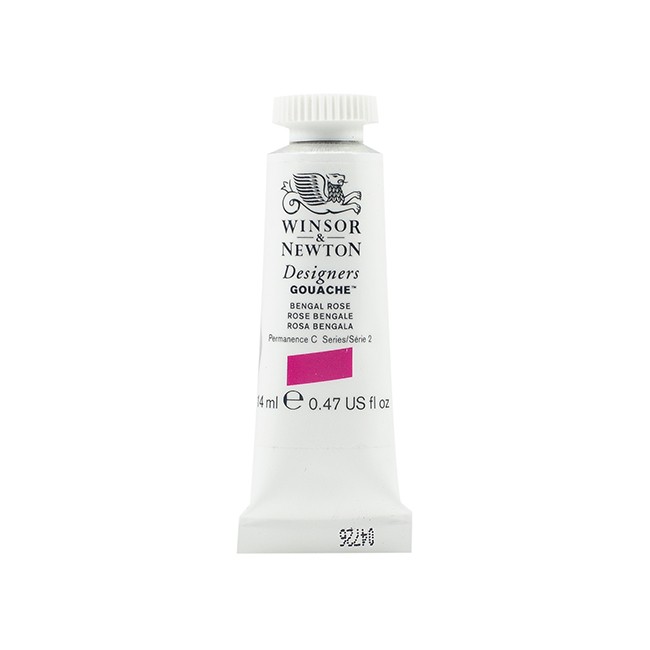 WINSOR
&
NEWTON
Designers
GOUACHE™
BENGAL ROSE
ROSE BENGALE
ROSA BENGALA
Permanence C Series/Série 2
14 ml ℮ 0.47 US fl oz